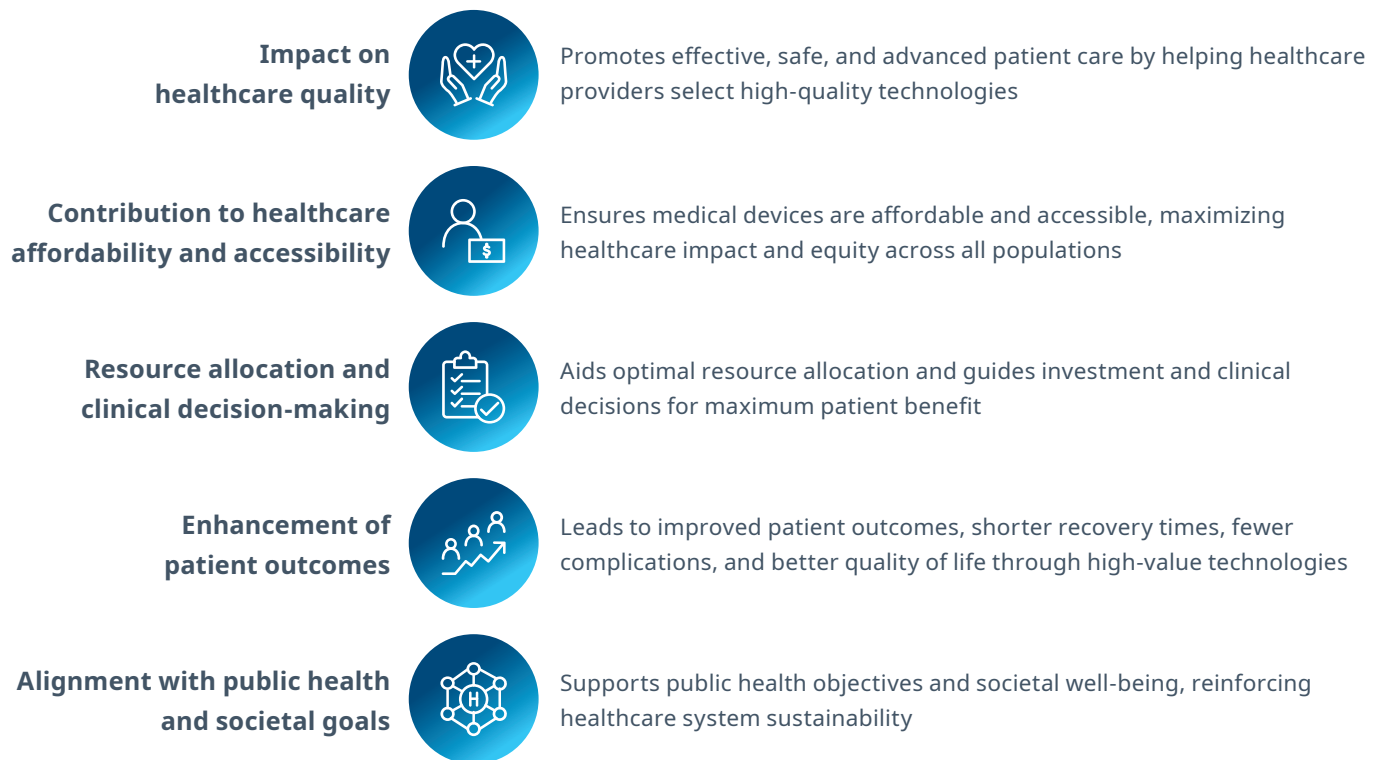 Impact on
healthcare quality
Promotes effective, safe, and advanced patient care by helping healthcare
providers select high-quality technologies
Contribution to healthcare
affordability and accessibility
$
Ensures medical devices are affordable and accessible, maximizing
healthcare impact and equity across all populations
Resource allocation and
clinical decision-making
Aids optimal resource allocation and guides investment and clinical
decisions for maximum patient benefit
Enhancement of
patient outcomes
Leads to improved patient outcomes, shorter recovery times, fewer
complications, and better quality of life through high-value technologies
Alignment with public health
and societal goals
H
Supports public health objectives and societal well-being, reinforcing
healthcare system sustainability